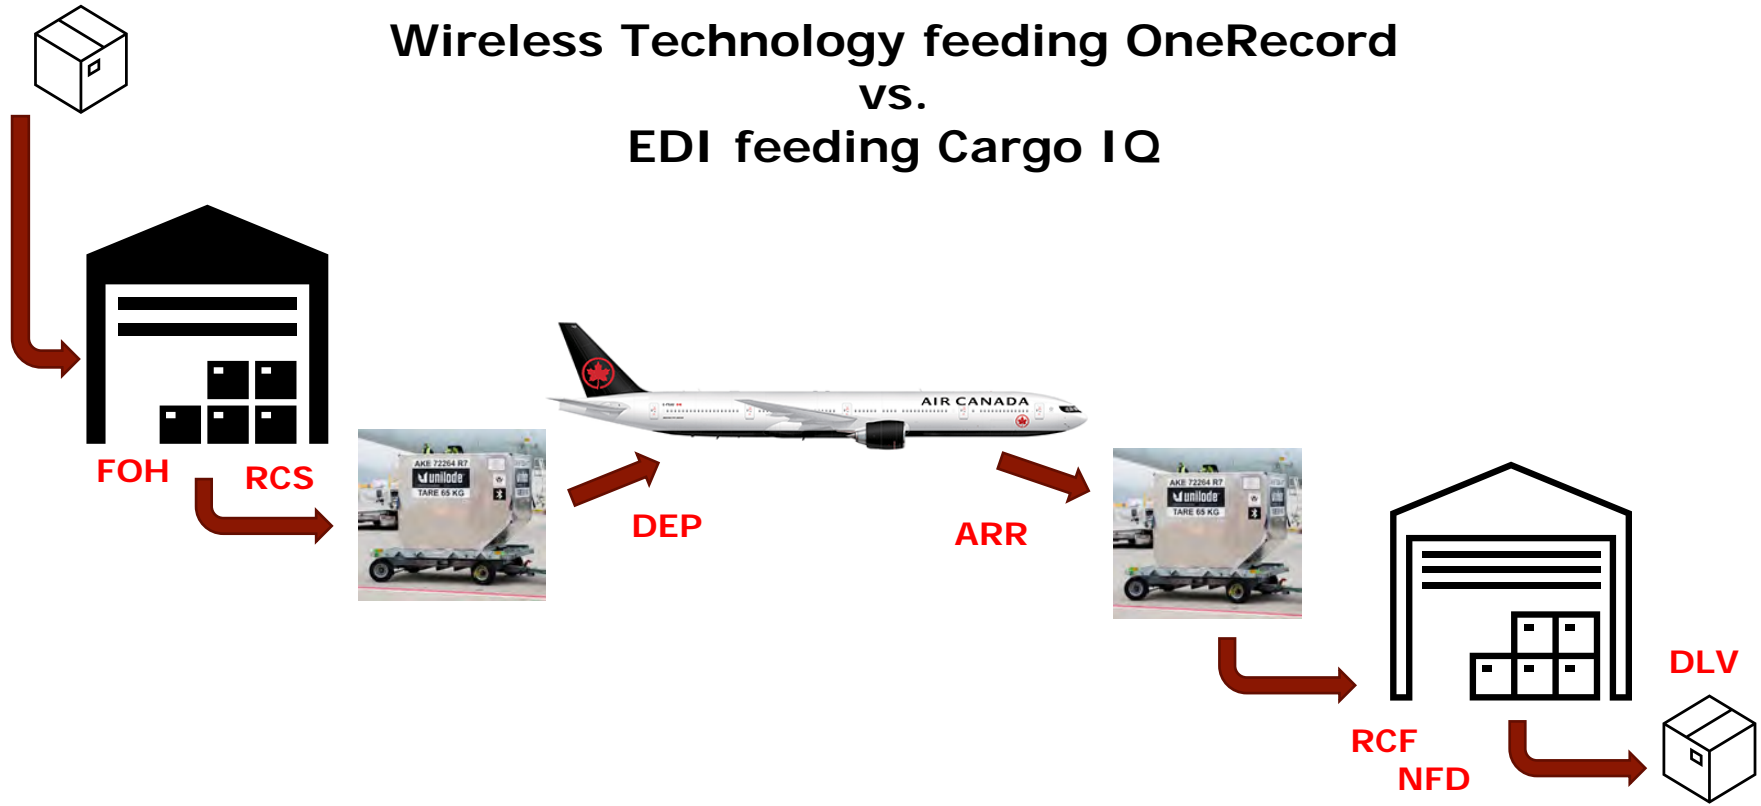 Wireless Technology feeding OneRecord
vs.
EDI feeding Cargo IQ
AIR CANADA
FOH
RCS
AKE 72264 R7
unilode
TARE 65 KG
DEP
ARR
AKE 72264 R7
unilode
TARE 65 KG
DLV
RCF
NFD